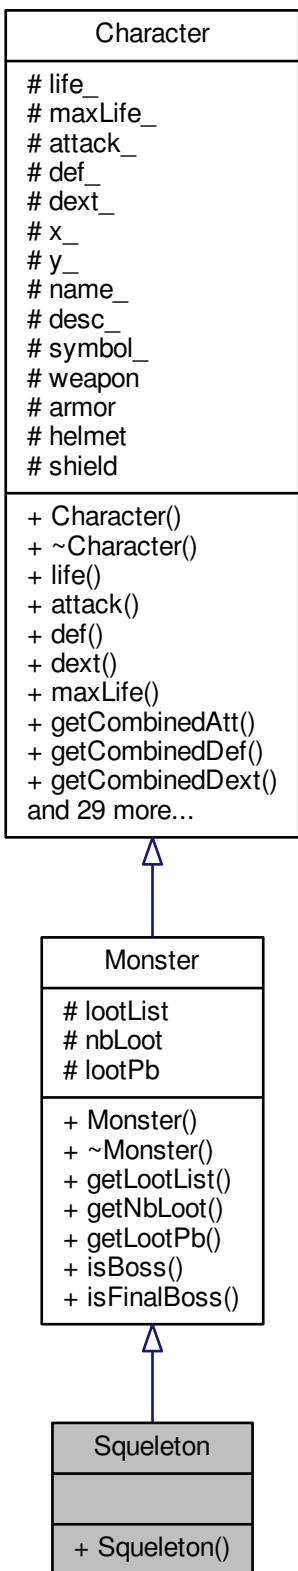 Character
# life_
# maxLife_
# attack_
# def_
# dext_
# x_
# y_
# name_
# desc_
# symbol_
# weapon
# armor
# helmet
# shield
+ Character()
+ ~Character()
+ life()
+ attack()
+ def()
+ dext()
+ maxLife()
+ getCombinedAtt()
+ getCombinedDef()
+ getCombinedDext()
and 29 more...
Monster
# lootList
# nbLoot
# lootPb
+ Monster()
+ ~Monster()
+ getLootList()
+ getNbLoot()
+ getLootPb()
+ isBoss()
+ isFinalBoss()
Squeleton
+ Squeleton()